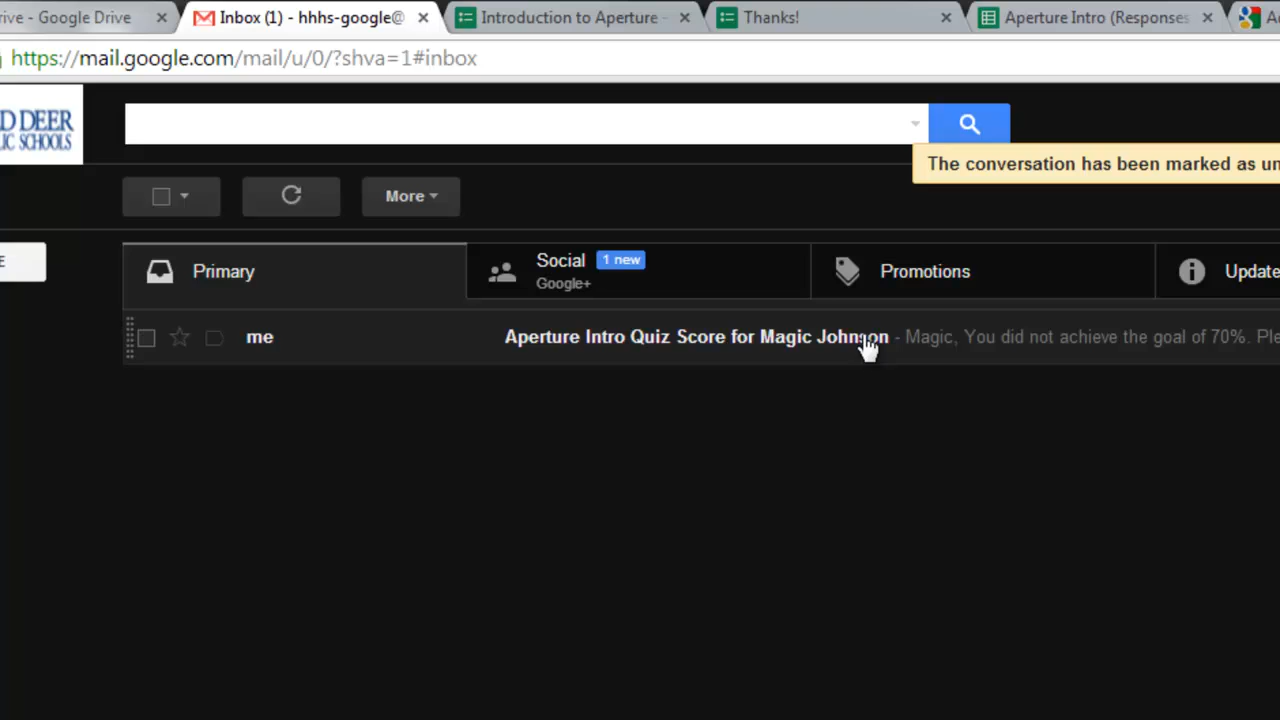 rive - Google Drive
Inbox (1) - hhhs-google@
Introduction to Aperture -
Thanks!
Aperture Intro (Responses
https://mail.google.com/mail/u/0/?shva=1#inbox
D DEER
IC SCHOOLS
The conversation has been marked as un
More
E
Primary
Social 1 new
Google+
Promotions
Update
me
Aperture Intro Quiz Score for Magic Johnson - Magic, You did not achieve the goal of 70%. Ple